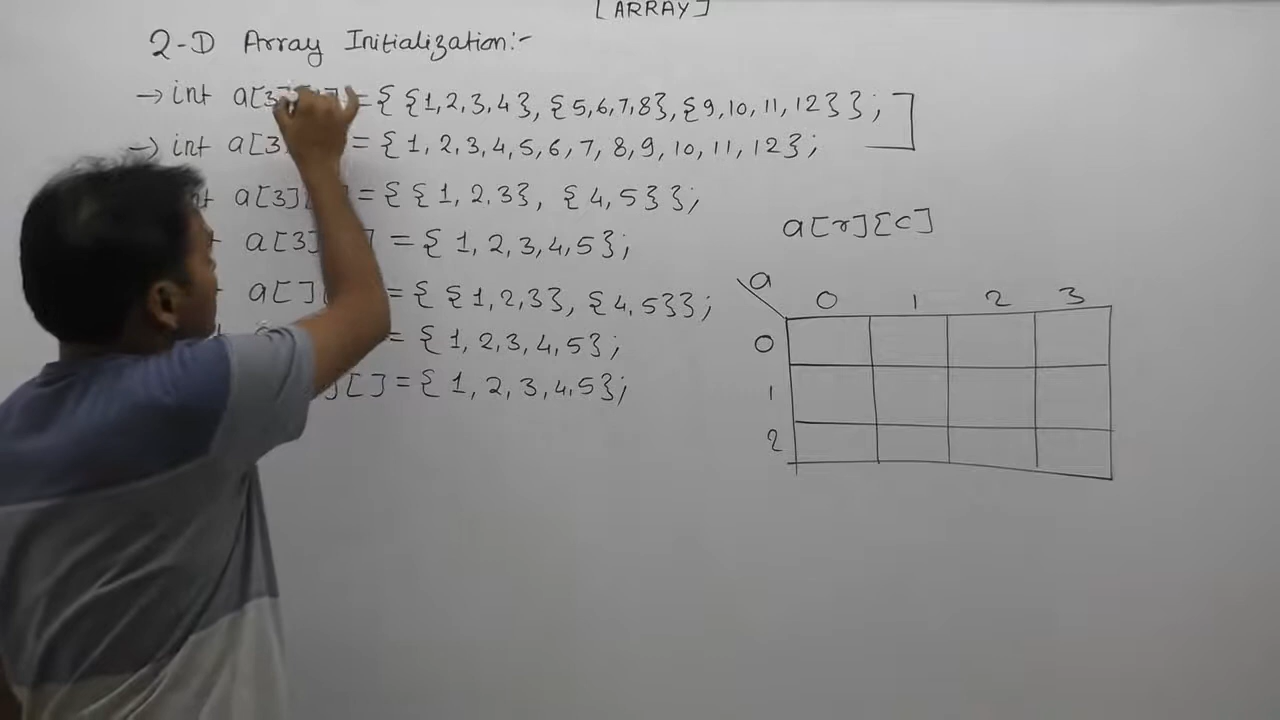 [ARRAY]
2-D Array Initialization:-
→ int a[3] = { {1,2,3,4}, {5,6,7,8}, {9,10,11,12}};
→ int a[3 = { 1, 2, 3, 4, 5, 6, 7, 8, 9, 10, 11, 12};
a[3][ ] = { { 1, 2, 3}, { 4, 5} };
a[3] ] = { 1, 2, 3, 4, 5 };
a[][ = { { 1, 2, 3}, { 4, 5}};
= { 1, 2, 3, 4, 5 };
][] = { 1, 2, 3, 4, 5};
a[r][c]
a
0 1 2 3
0
1
2